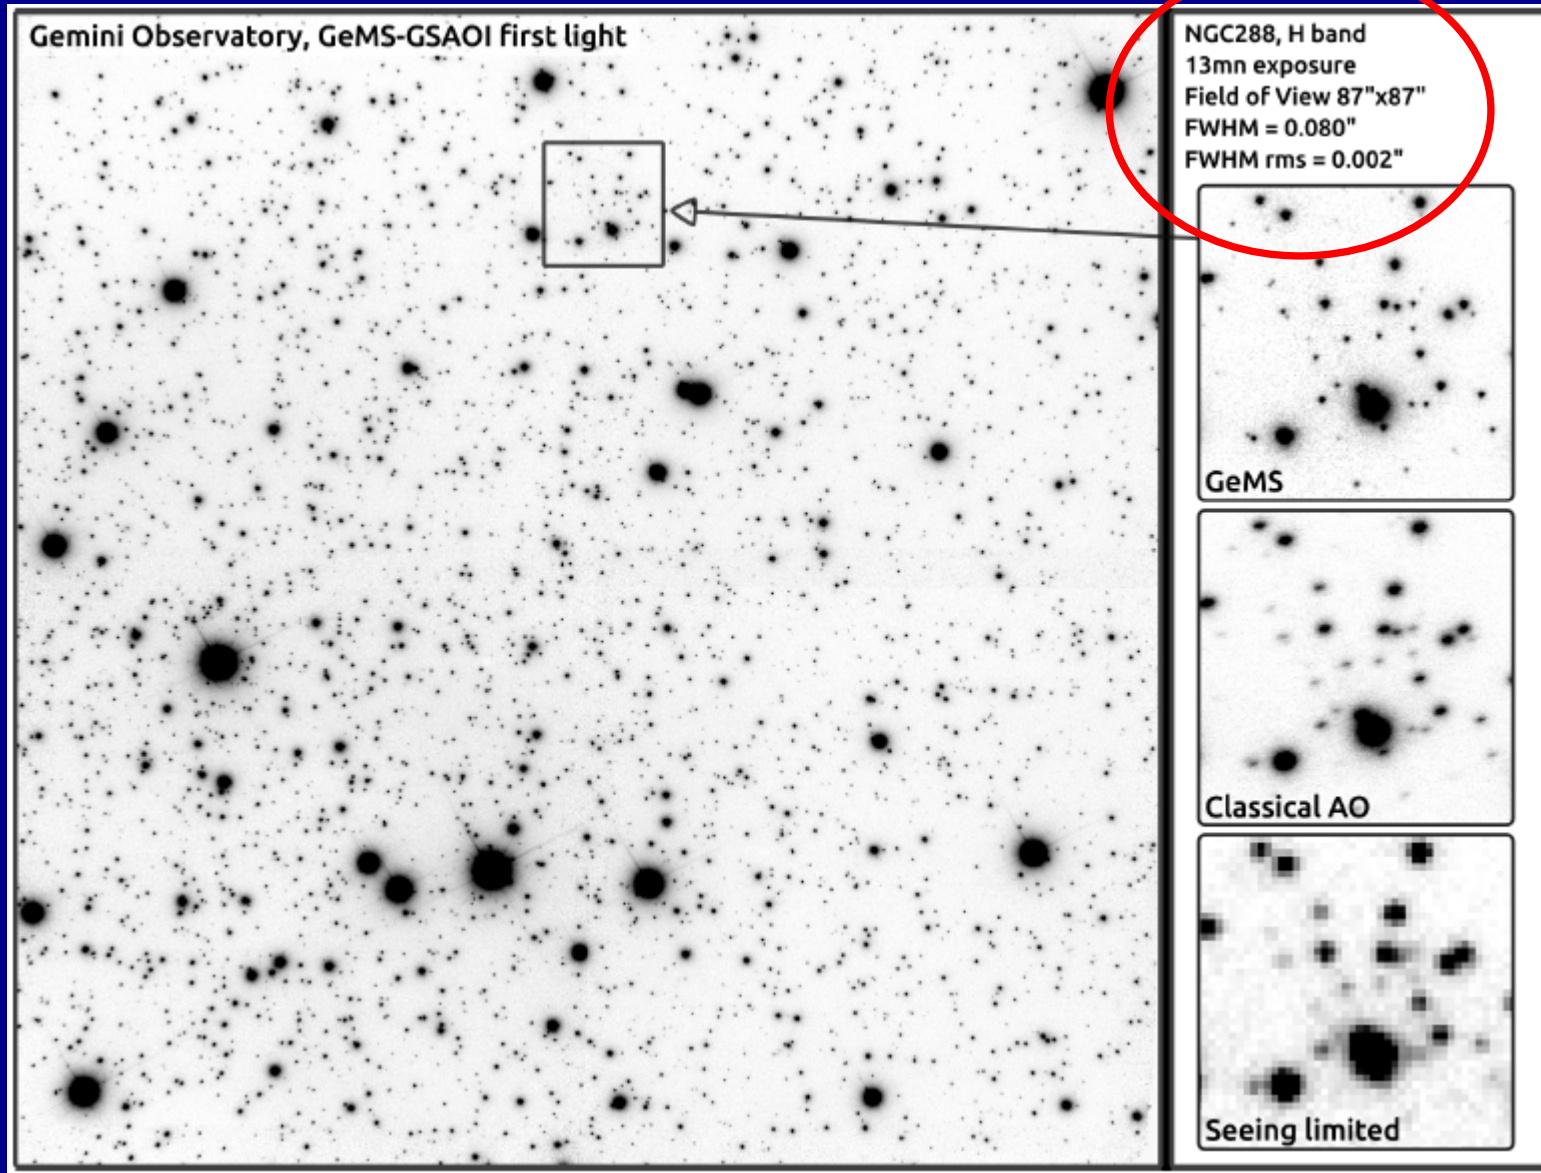 Gemini Observatory, GeMS-GSAOI first light
NGC288, H band
13mn exposure
Field of View 87"x87"
FWHM = 0.080"
FWHM rms = 0.002"
GeMS
Classical AO
Seeing limited